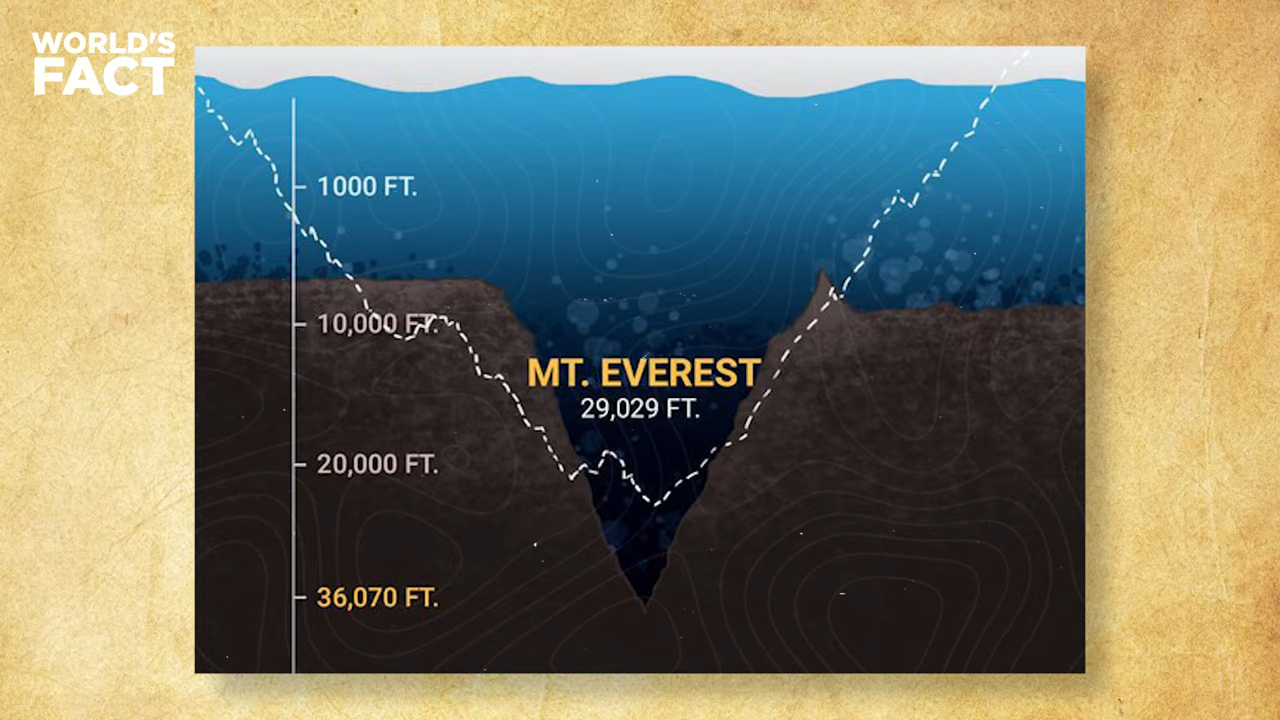 WORLD'S
FACT
1000 FT.
10,000 FT.
MT. EVEREST
29,029 FT.
20,000 FT.
36,070 FT.